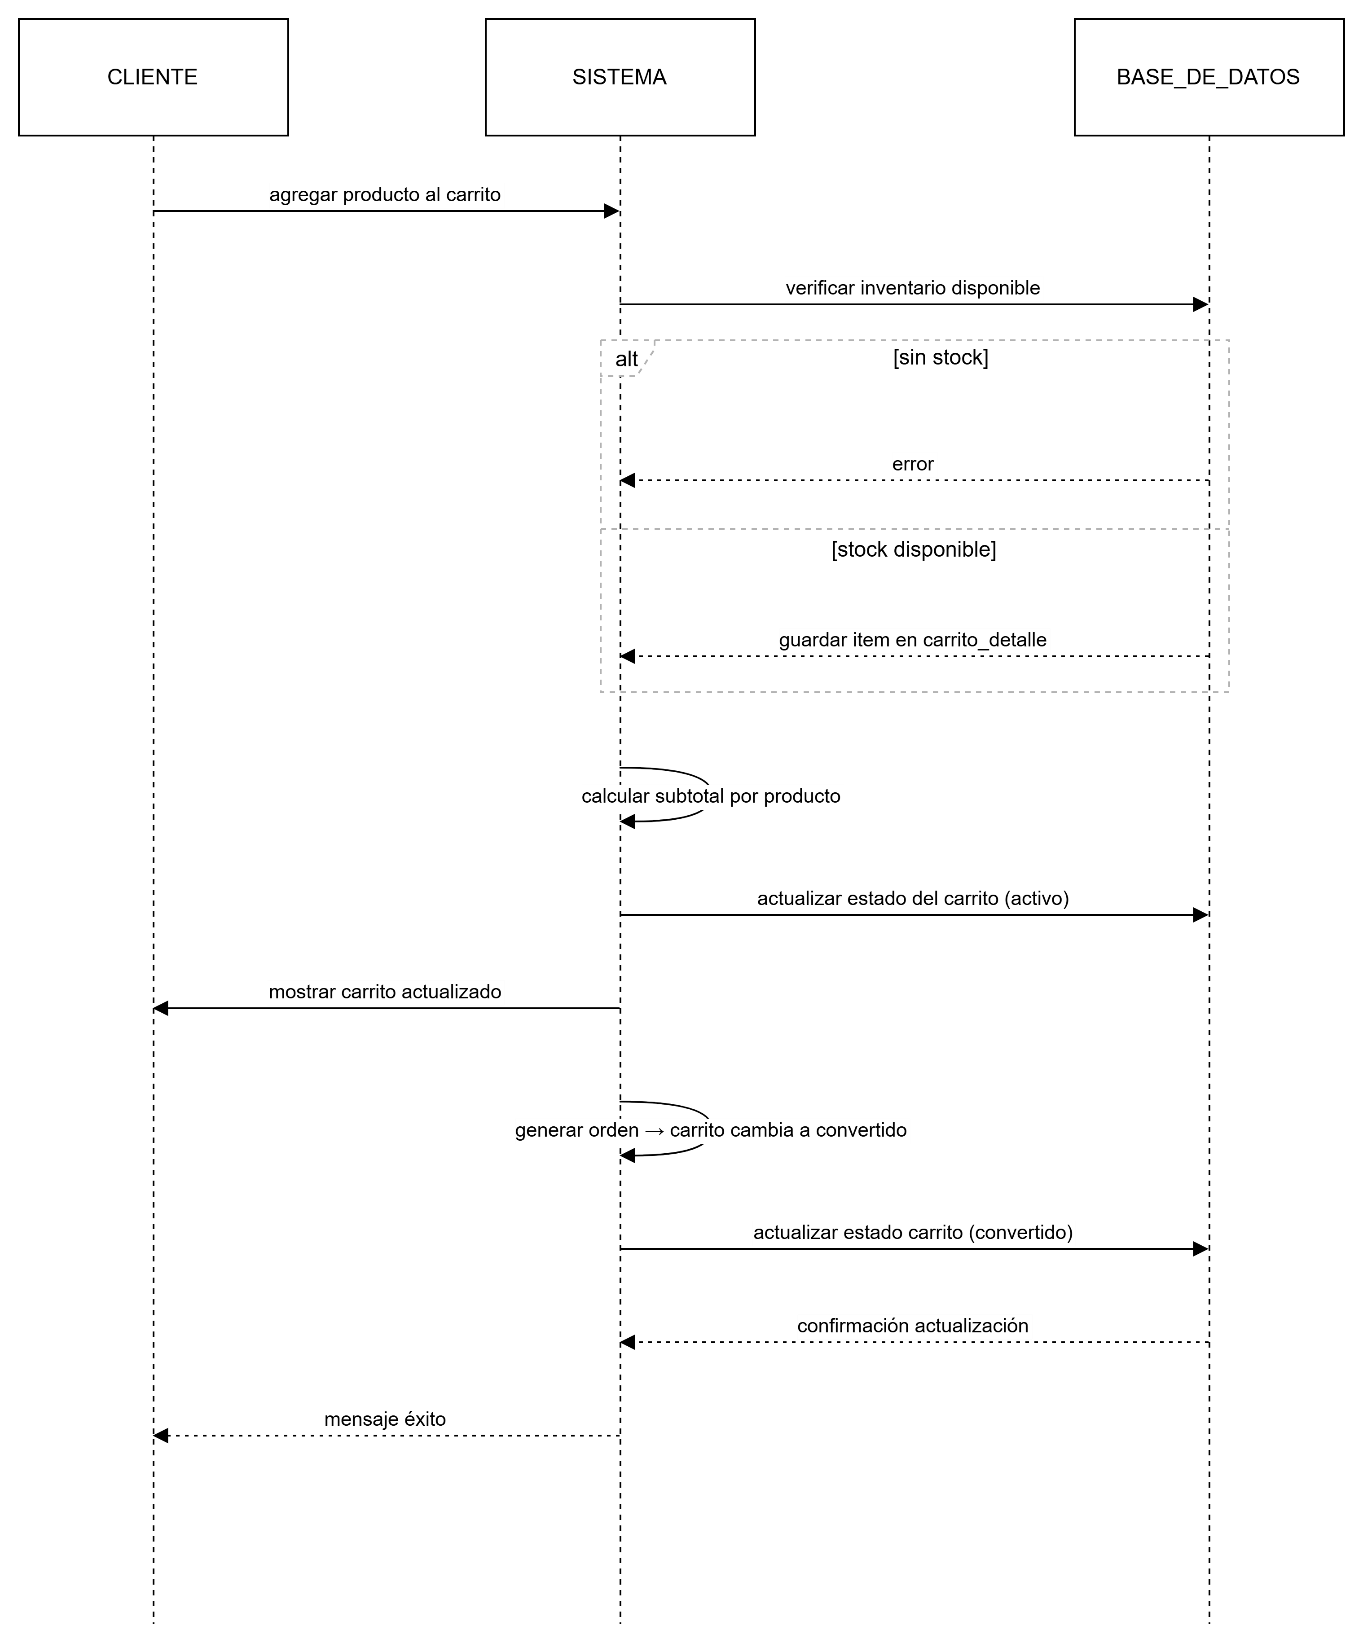 CLIENTE
SISTEMA
BASE_DE_DATOS
agregar producto al carrito
verificar inventario disponible
alt
[sin stock]
error
[stock disponible]
guardar item en carrito_detalle
calcular subtotal por producto
actualizar estado del carrito (activo)
mostrar carrito actualizado
generar orden → carrito cambia a convertido
actualizar estado carrito (convertido)
confirmación actualización
mensaje éxito